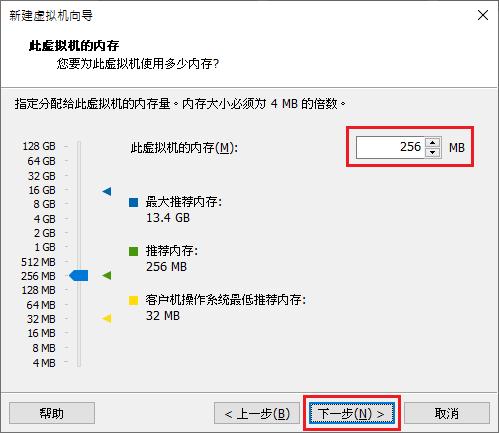 新建虚拟机向导
此虚拟机的内存
您要为此虚拟机使用多少内存?
指定分配给此虚拟机的内存量。内存大小必须为 4 MB 的倍数。
此虚拟机的内存(M):
256 MB
128 GB
64 GB
32 GB
16 GB
8 GB
4 GB
2 GB
1 GB
512 MB
256 MB
128 MB
64 MB
32 MB
16 MB
8 MB
4 MB
最大推荐内存:
13.4 GB
推荐内存:
256 MB
客户机操作系统最低推荐内存:
32 MB
帮助
< 上一步(B)
下一步(N) >
取消